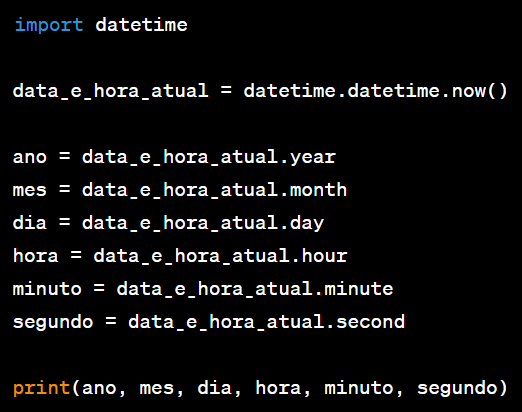 import datetime
data_e_hora_atual = datetime.datetime.now()
ano = data_e_hora_atual.year
mes = data_e_hora_atual.month
dia = data_e_hora_atual.day
hora = data_e_hora_atual.hour
minuto = data_e_hora_atual.minute
segundo = data_e_hora_atual.second
print(ano, mes, dia, hora, minuto, segundo)